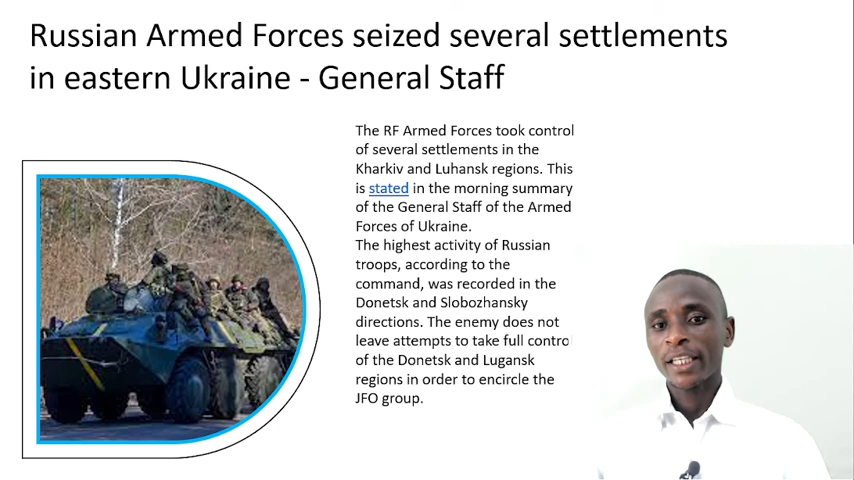 Russian Armed Forces seized several settlements
in eastern Ukraine - General Staff
The RF Armed Forces took control
of several settlements in the
Kharkiv and Luhansk regions. This
is stated in the morning summary
of the General Staff of the Armed
Forces of Ukraine.
The highest activity of Russian
troops, according to the
command, was recorded in the
Donetsk and Slobozhansky
directions. The enemy does not
leave attempts to take full contro
of the Donetsk and Lugansk
regions in order to encircle the
JFO group.